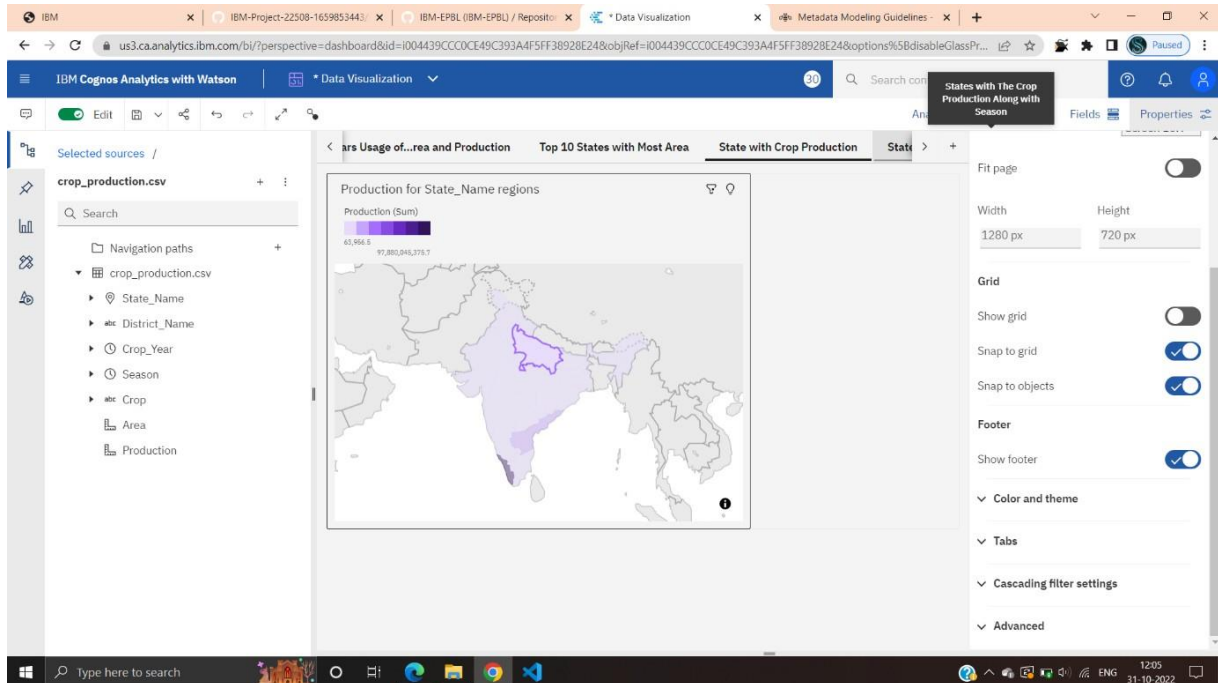 IBM
IBM-Project-22508-1659853443/
IBM-EPBL (IBM-EPBL) / Repositor
* Data Visualization
Metadata Modeling Guidelines -
us3.ca.analytics.ibm.com/bi/?perspective=dashboard&id=i004439CCC0CE49C393A4F5FF38928E24&objRef=i004439CCC0CE49C393A4F5FF38928E24&options%5BdisableGlassPr...
Paused
IBM Cognos Analytics with Watson
* Data Visualization
30
Search con
States with The Crop
Production Along with
Season
Edit
An
Fields
Properties
Selected sources /
crop_production.csv
Search
Navigation paths
crop_production.csv
State_Name
abc District_Name
Crop_Year
Season
abc Crop
Area
Production
ars Usage of...rea and Production
Top 10 States with Most Area
State with Crop Production
State
Production for State_Name regions
Production (Sum)
97,880,045,375.7
Fit page
Width
Height
1280 px
720 px
Grid
Show grid
Snap to grid
Snap to objects
Footer
Show footer
Color and theme
Tabs
Cascading filter settings
Advanced
Type here to search
ENG
12:05
31-10-2022